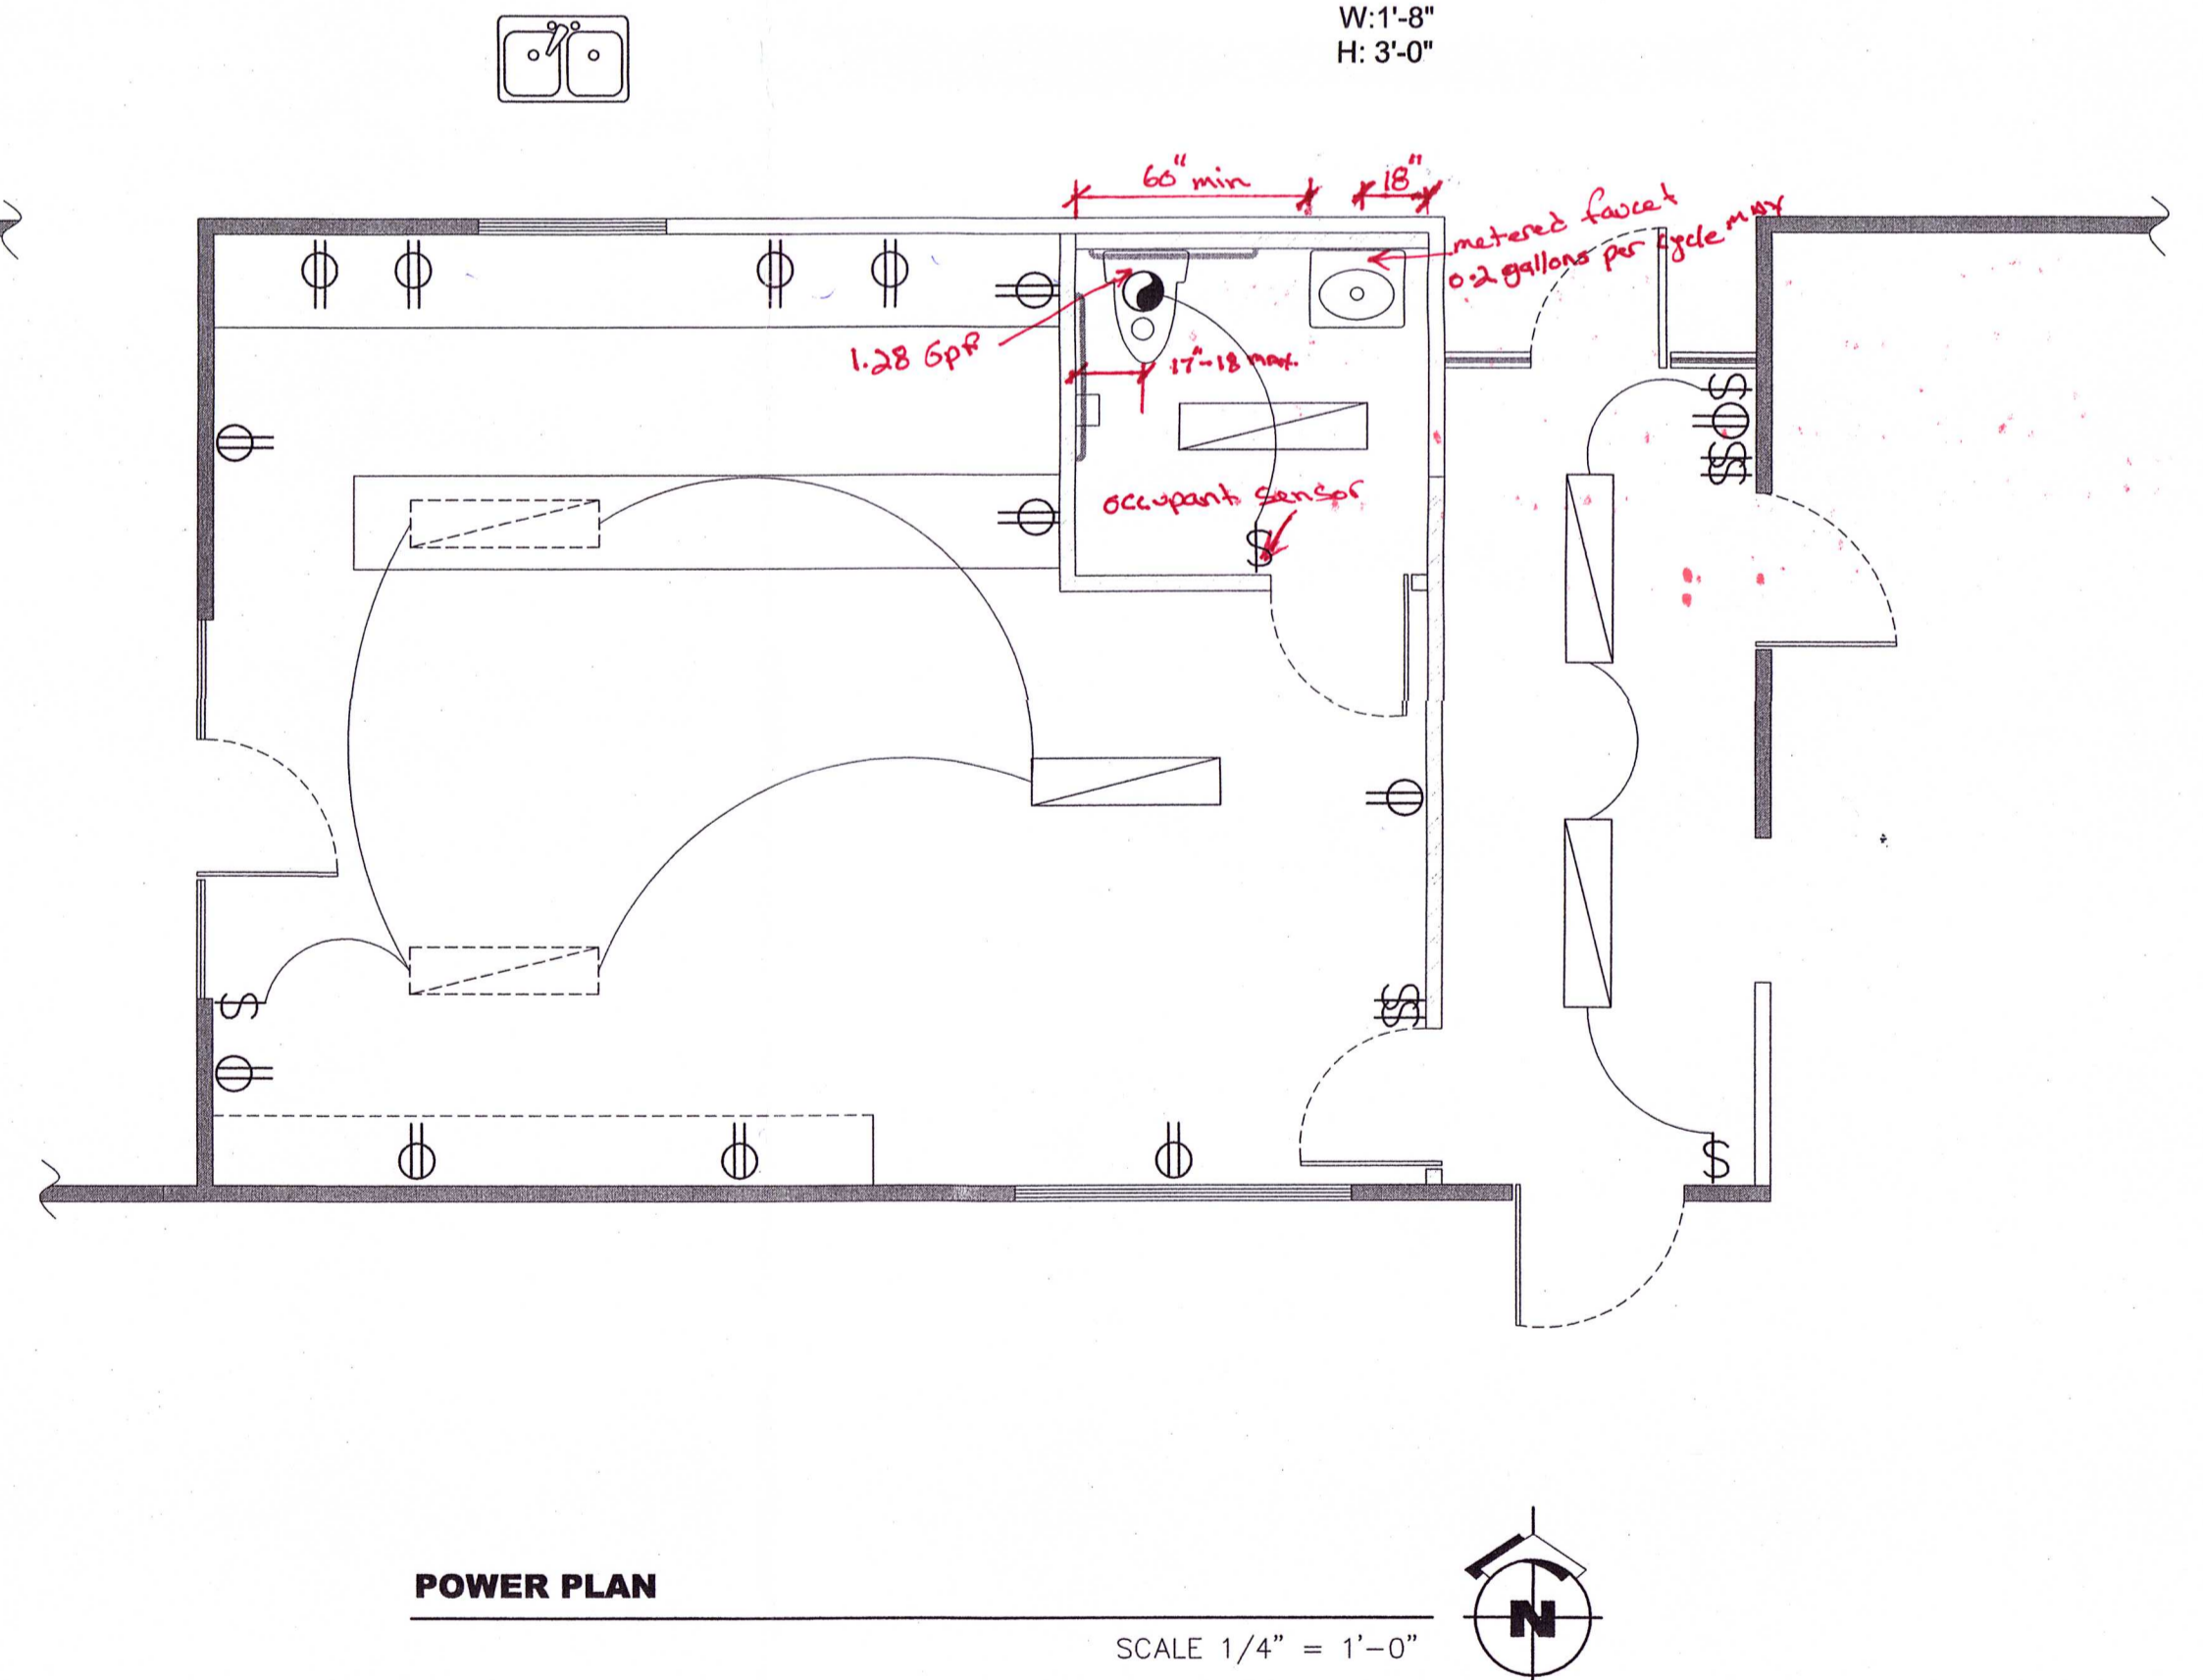 W:1'-8"
H: 3'-0"
60" min
18"
metered faucet
0.2 gallons per cycle max
1.28 Gpf
17"-18 max.
occupant sensor
$
$
$
$
$
$
$
$
POWER PLAN
N
SCALE 1/4" = 1'-0"